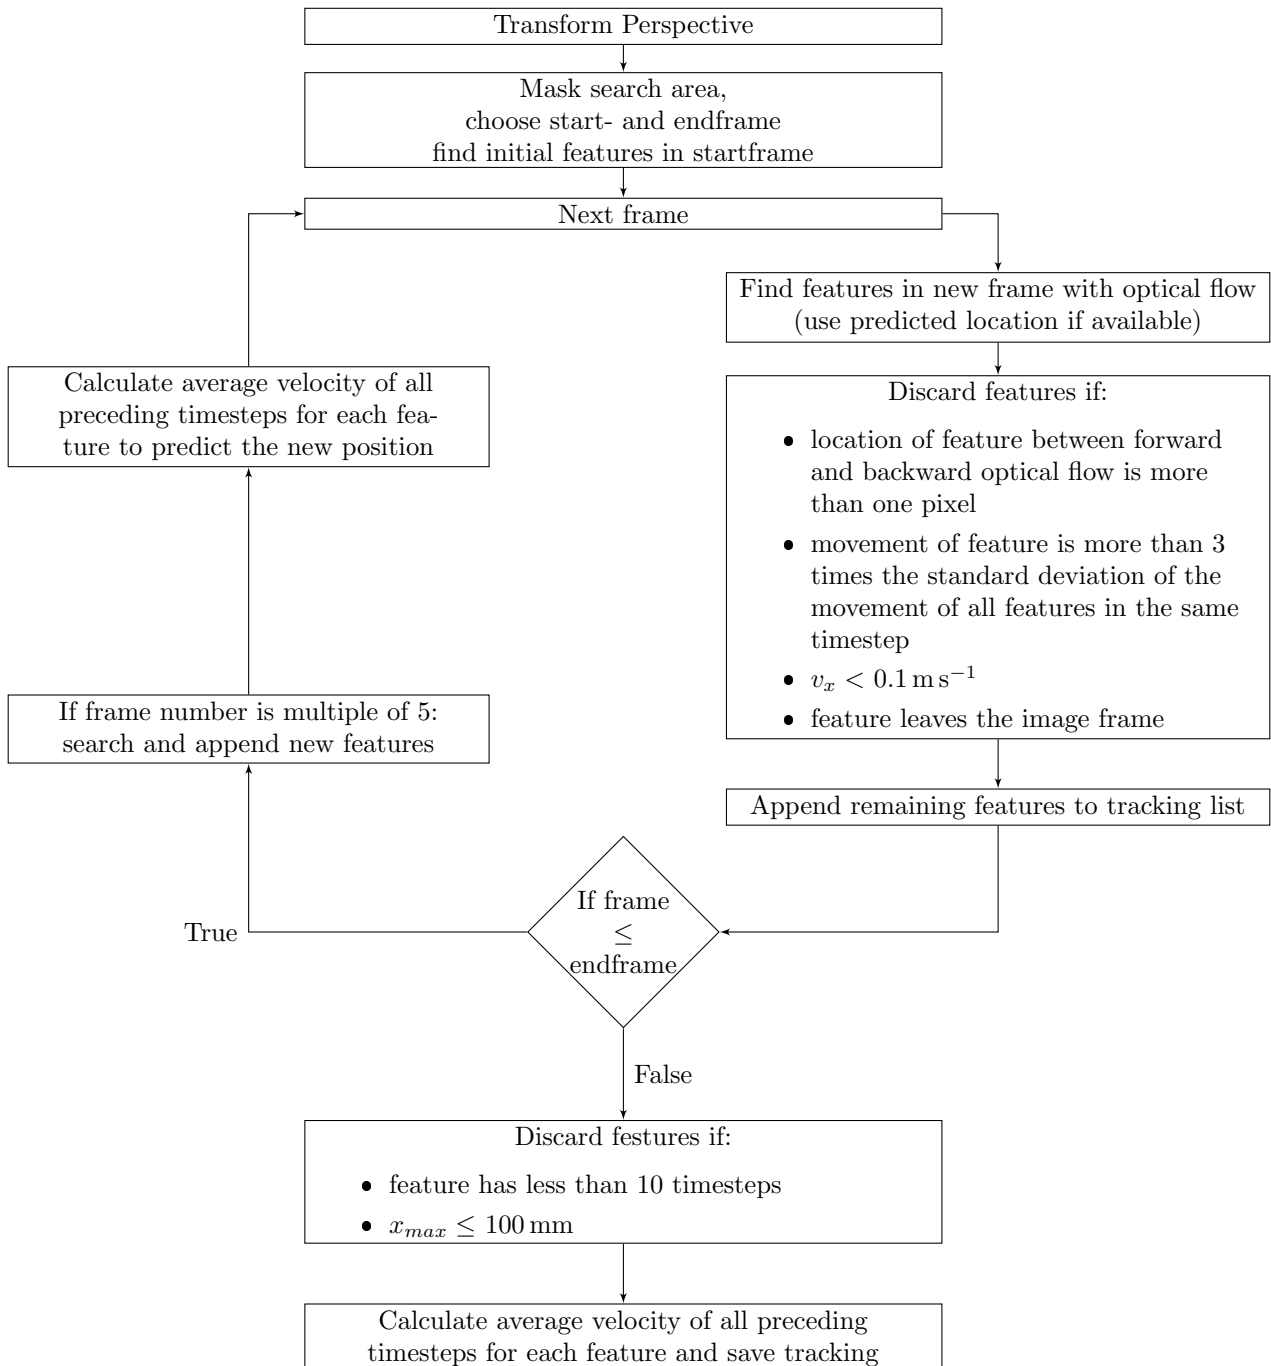 Transform Perspective
Mask search area,
choose start- and endframe
find initial features in startframe
Next frame
Find features in new frame with optical flow
(use predicted location if available)
Discard features if:
• location of feature between forward
and backward optical flow is more
than one pixel
• movement of feature is more than 3
times the standard deviation of the
movement of all features in the same
timestep
• v_x < 0.1 m s⁻¹
• feature leaves the image frame
Append remaining features to tracking list
If frame
≤
endframe
True
If frame number is multiple of 5:
search and append new features
Calculate average velocity of all
preceding timesteps for each fea-
ture to predict the new position
False
Discard festures if:
• feature has less than 10 timesteps
• x_max ≤ 100 mm
Calculate average velocity of all preceding
timesteps for each feature and save tracking